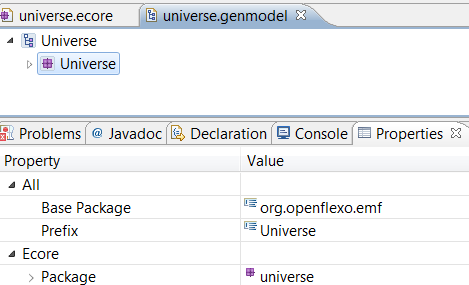 universe.ecore universe.genmodel
Universe
Universe
Problems @ Javadoc Declaration Console Properties
Property Value
All
Base Package org.openflexo.emf
Prefix Universe
Ecore
Package universe